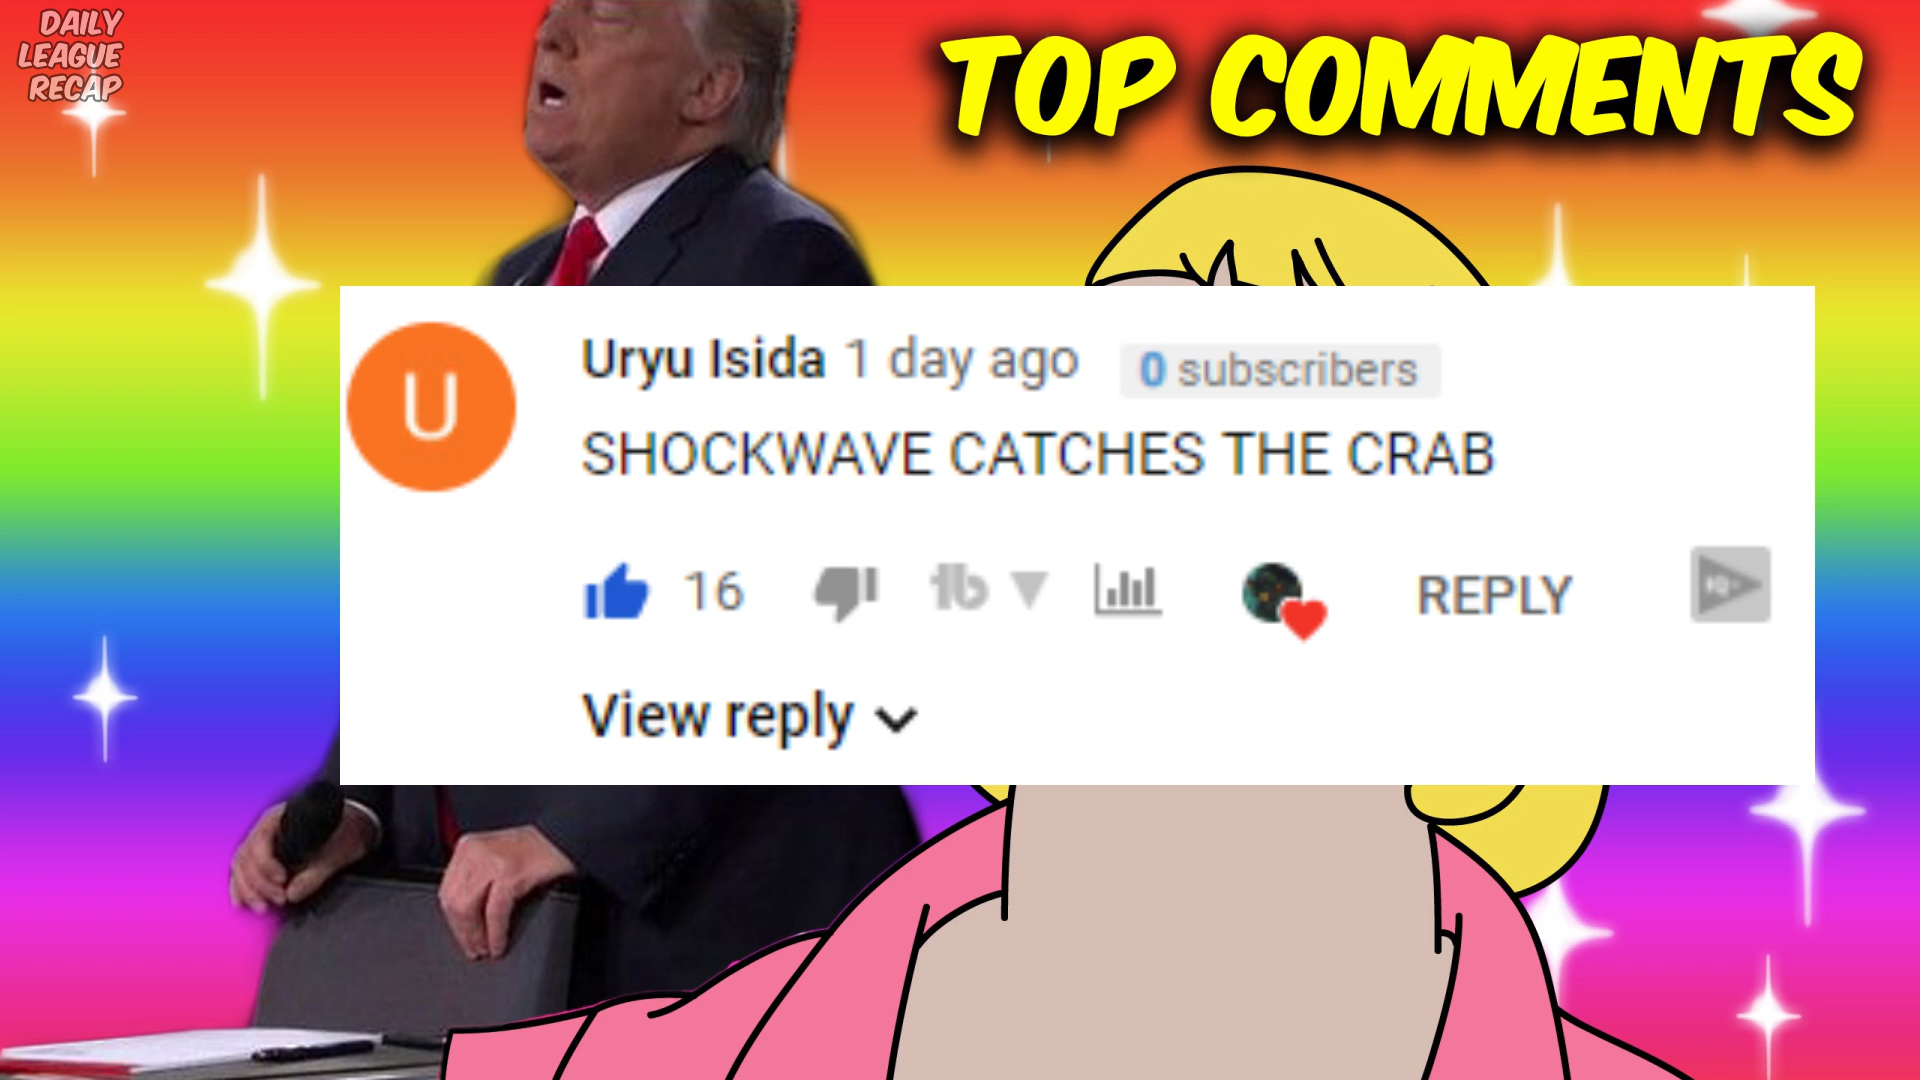 DAILY
LEAGUE
RECAP
TOP COMMENTS
U
Uryu Isida 1 day ago 0 subscribers
SHOCKWAVE CATCHES THE CRAB
16 REPLY
View reply